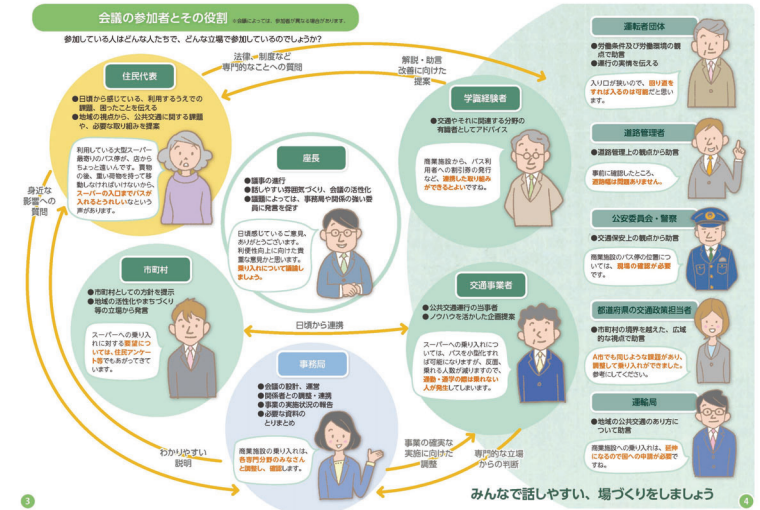 会議の参加者とその役割
※会議によっては、参加者が異なる場合があります。
参加している人はどんな人たちで、どんな立場で参加しているのでしょうか?
法律、制度など
専門的なことへの質問
解説・助言
改善に向けた
提案
住民代表
●日頃から感じている、利用するうえでの
課題、困ったことを伝える
●地域の視点から、公共交通に関する課題
や、必要な取り組みを提案
利用している大型スーパー
最寄りのバス停が、店から
ちょっと遠いんです。買物
の後、重い荷物を持って移
動しなければいけないから、
スーパーの入口までバスが
入れるとうれしいなという
声があります。
身近な
影響への
質問
座長
●議事の進行
●話しやすい雰囲気づくり、会議の活性化
●議題によっては、事務局や関係の強い委
員に発言を促す
日頃感じているご意見、
ありがとうございます。
利便性向上に向けた貴
重な意見かと思います。
乗り入れについて議論し
ましょう。
学識経験者
●交通やそれに関連する分野の
有識者としてアドバイス
商業施設から、バス利
用者への割引券の発行
など、連携した取り組み
ができるとよいですね。
市町村
●市町村としての方針を提示
●地域の活性化やまちづくり
等の立場から発言
スーパーへの乗り入
れに対する要望につ
いては、住民アンケー
ト等でもあがってきて
います。
日頃から連携
交通事業者
●公共交通運行の当事者
●ノウハウを活かした企画提案
スーパーへの乗り入れにつ
いては、バスを小型化すれ
ば可能になりますが、反面、
乗れる人数が減りますので、
通勤・通学の際は乗れない
人が発生してしまいます。
事務局
●会議の設計、運営
●関係者との調整・連携
●事業の実施状況の報告
●必要な資料の
とりまとめ
商業施設の乗り入れは、
各専門分野のみなさん
と調整し、確認します。
わかりやすい
説明
事業の確実な
実施に向けた
調整
専門的な立場
からの判断
運転者団体
●労働条件及び労働環境の観
点で助言
●運行の実情を伝える
入り口が狭いので、回り道を
すれば入るのは可能だと思い
ます。
道路管理者
●道路管理上の観点から助言
事前に確認したところ、
道路幅は問題ありません。
公安委員会・警察
●交通保安上の観点から助言
商業施設のバス停の位置につ
いては、現場の確認が必要
です。
都道府県の交通政策担当者
●市町村の境界を越えた、広域
的な視点で助言
A市でも同じような課題があり、
調整して乗り入れができました。
参考にしてください。
運輸局
●地域の公共交通のあり方に
ついて助言
商業施設への乗り入れは、延伸
になるので国への申請が必要で
すね。
みんなで話しやすい、場づくりをしましょう
3
4